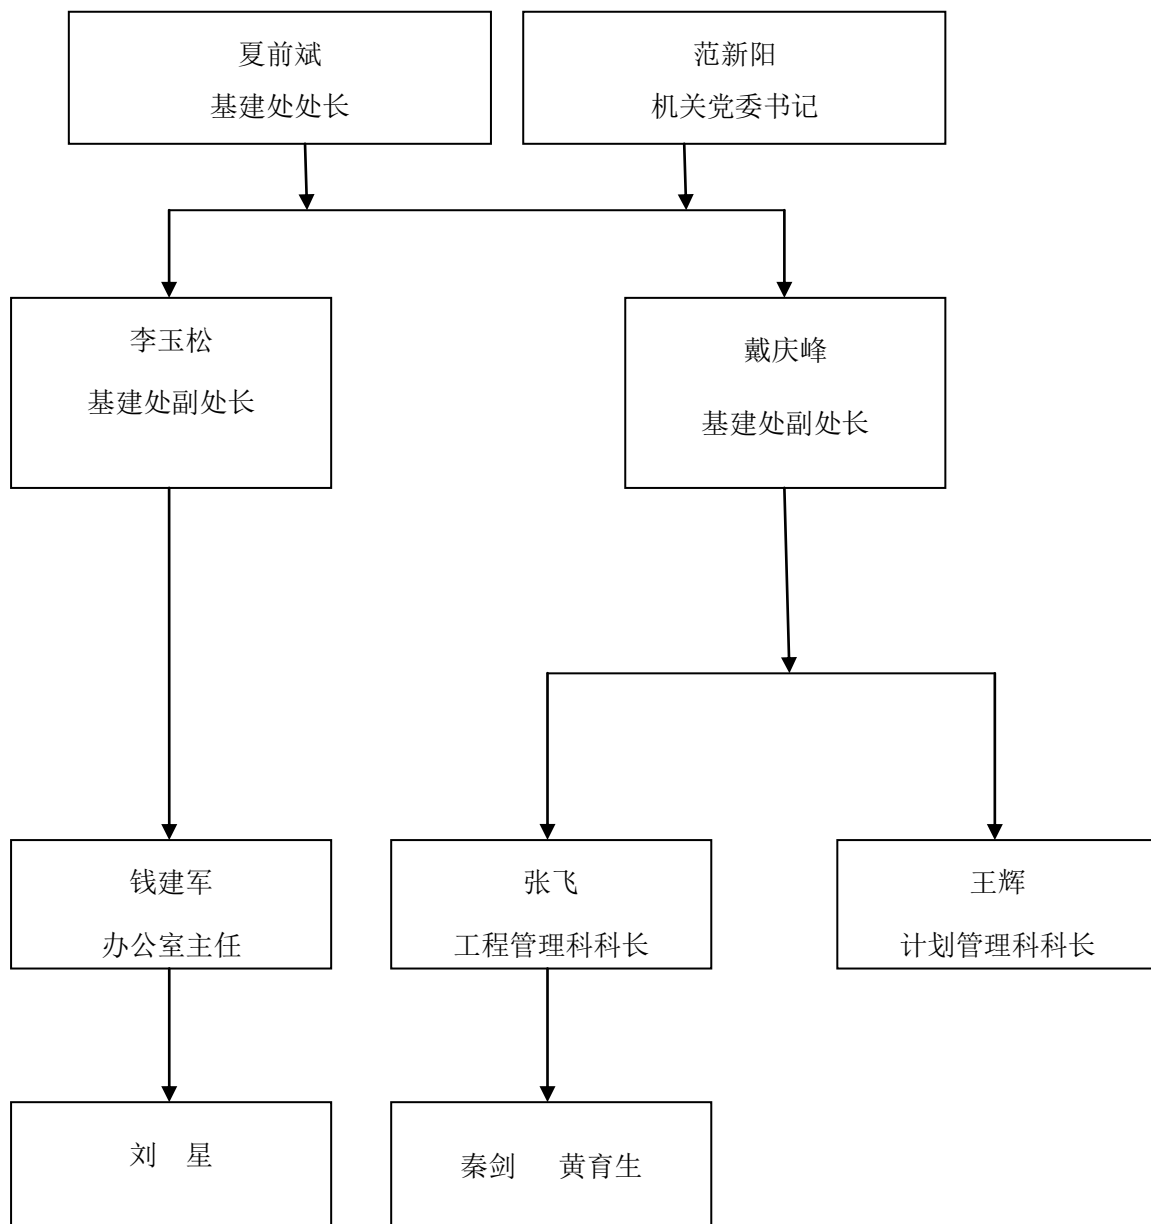 夏前斌
基建处处长
范新阳
机关党委书记
李玉松
基建处副处长
戴庆峰
基建处副处长
钱建军
办公室主任
张飞
工程管理科科长
王辉
计划管理科科长
刘 星
秦剑 黄育生